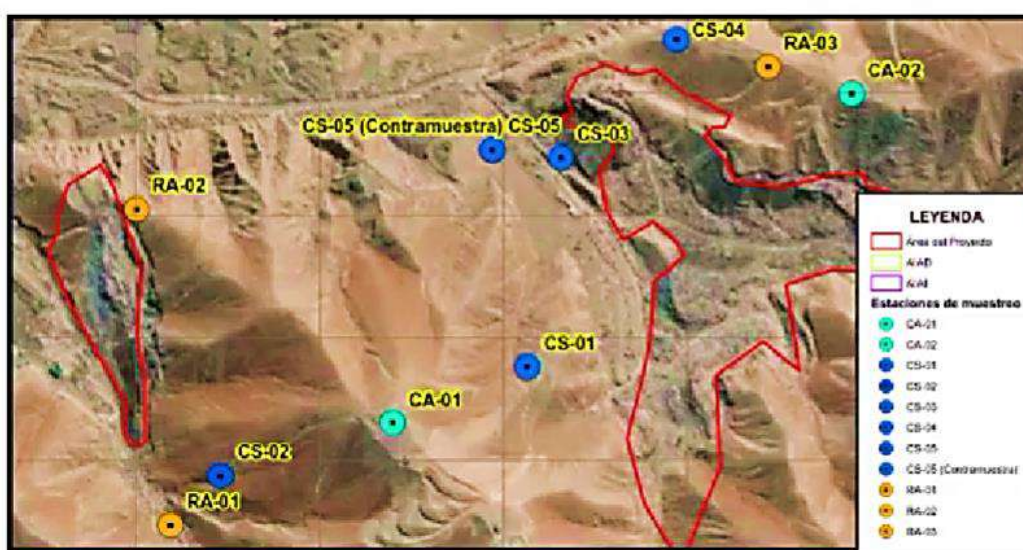 CS-04
RA-03
CA-02
CS-05 (Contramuestra) CS-05
CS-03
RA-02
CS-01
CA-01
CS-02
RA-01
LEYENDA
Área del Proyecto
AIAD
AIAI
Estaciones de muestreo
CA-01
CA-02
CS-01
CS-02
CS-03
CS-04
CS-05
CS-05 (Contramuestra)
RA-01
RA-02
RA-03